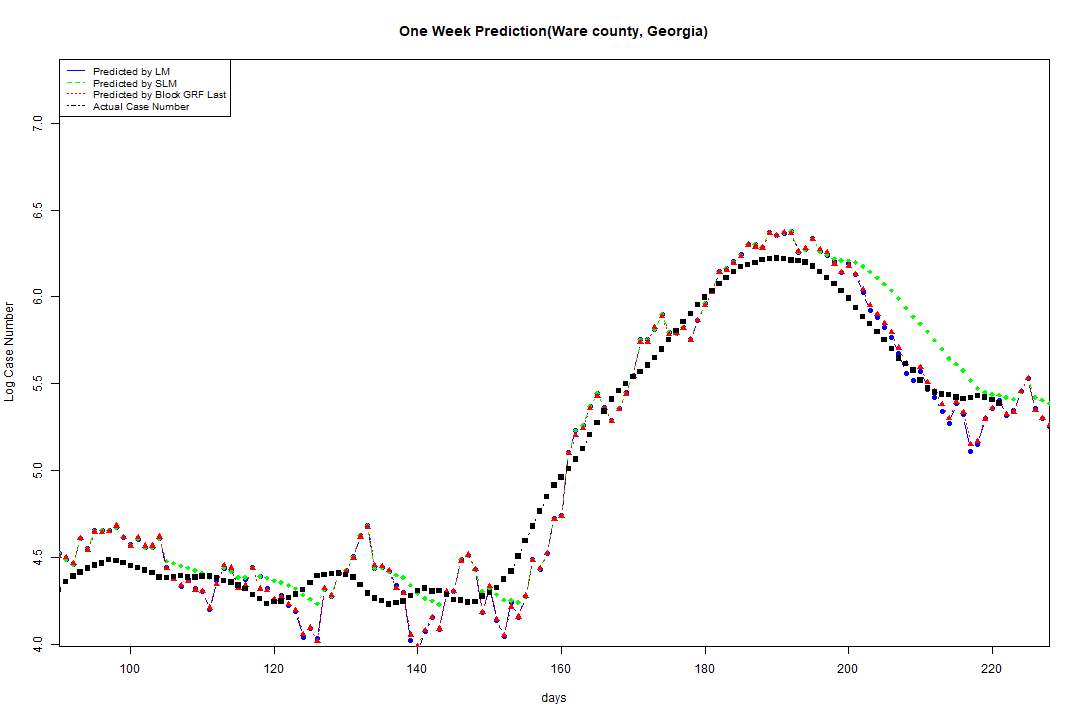 One Week Prediction(Ware county, Georgia)
Predicted by LM
Predicted by SLM
Predicted by Block GRF Last
Actual Case Number
Log Case Number
7.0
6.5
6.0
5.5
5.0
4.5
4.0
100 120 140 160 180 200 220
days